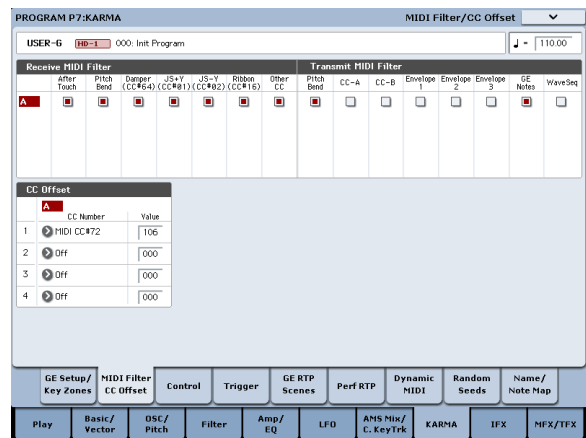 PROGRAM P7:KARMA MIDI Filter/CC Offset
USER-G HD-1 000: Init Program ♩ = 110.00
Receive MIDI Filter Transmit MIDI Filter
After Touch Pitch Bend Damper (CC#64) JS+Y (CC#01) JS-Y (CC#02) Ribbon (CC#16) Other CC Pitch Bend CC-A CC-B Envelope 1 Envelope 2 Envelope 3 GE Notes WaveSeq
A
CC Offset
A
CC Number Value
1 MIDI CC#72 106
2 Off 000
3 Off 000
4 Off 000
GE Setup/ Key Zones MIDI Filter CC Offset Control Trigger GE RTP Scenes Perf RTP Dynamic MIDI Random Seeds Name/ Note Map
Play Basic/ Vector OSC/ Pitch Filter Amp/ EQ LFO AMS Mix/ C. KeyTrk KARMA IFX MFX/TFX